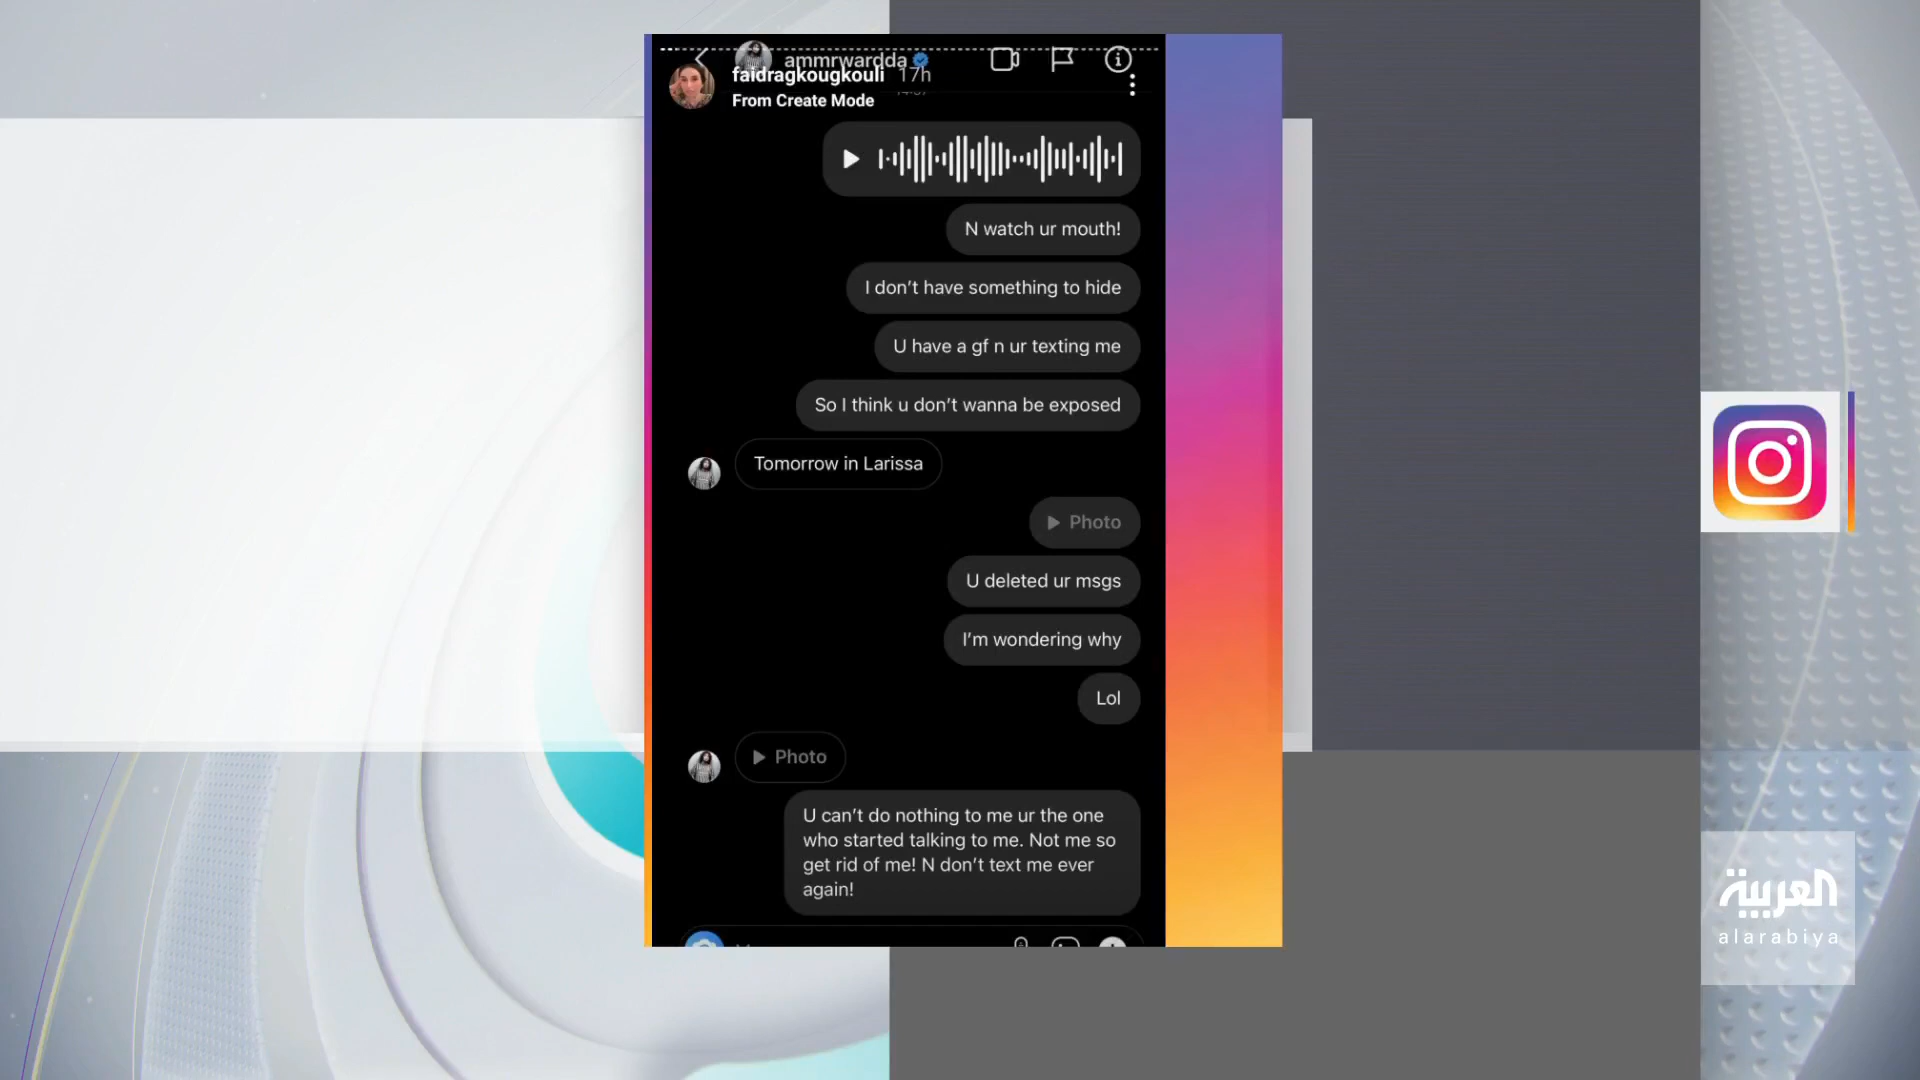 ammrwardda
faidragkougkouli 17h
From Create Mode
N watch ur mouth!
I don’t have something to hide
U have a gf n ur texting me
So I think u don’t wanna be exposed
Tomorrow in Larissa
Photo
U deleted ur msgs
I’m wondering why
Lol
Photo
U can’t do nothing to me ur the one
who started talking to me. Not me so
get rid of me! N don’t text me ever
again!
العربية
alarabiya